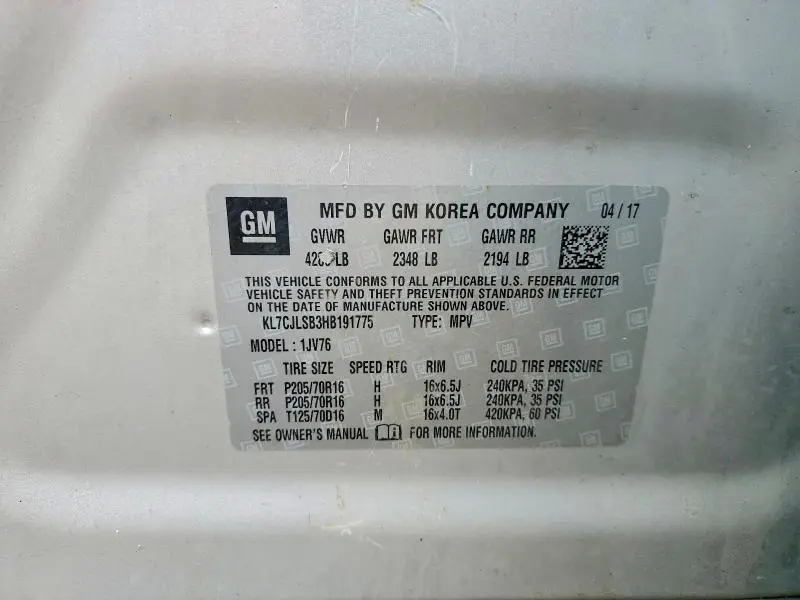 GM MFD BY GM KOREA COMPANY 04 / 17
GVWR GAWR FRT GAWR RR
LB 2348 LB 2194 LB
THIS VEHICLE CONFORMS TO ALL APPLICABLE U.S. FEDERAL MOTOR
VEHICLE SAFETY AND THEFT PREVENTION STANDARDS IN EFFECT
ON THE DATE OF MANUFACTURE SHOWN ABOVE.
KL7CJLSB3HB191775 TYPE: MPV
MODEL : 1JV76
TIRE SIZE SPEED RTG RIM COLD TIRE PRESSURE
FRT P205/70R16 H 16x6.5J 240KPA, 35 PSI
RR P205/70R16 H 16x6.5J 240KPA, 35 PSI
SPA T125/70D16 M 16x4.0T 420KPA, 60 PSI
SEE OWNER'S MANUAL FOR MORE INFORMATION.